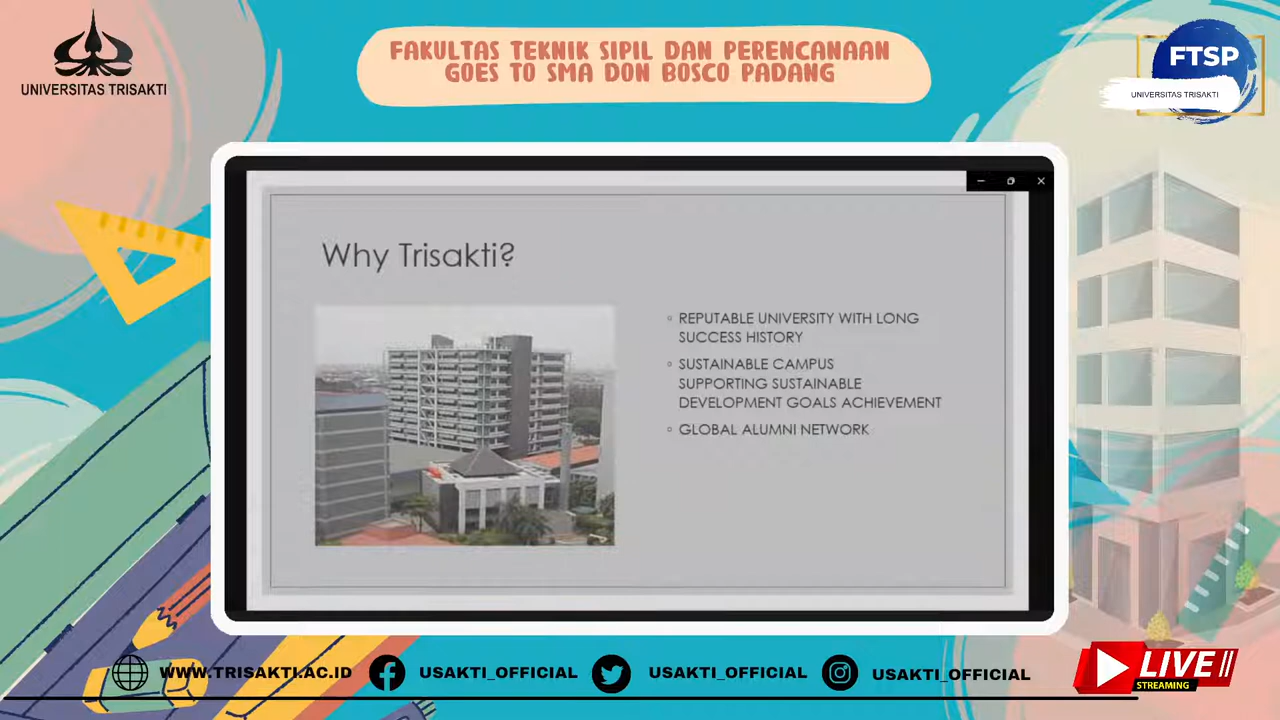 UNIVERSITAS TRISAKTI
FAKULTAS TEKNIK SIPIL DAN PERENCANAAN
GOES TO SMA DON BOSCO PADANG
FTSP
UNIVERSITAS TRISAKTI
Why Trisakti?
REPUTABLE UNIVERSITY WITH LONG
SUCCESS HISTORY
SUSTAINABLE CAMPUS
SUPPORTING SUSTAINABLE
DEVELOPMENT GOALS ACHIEVEMENT
GLOBAL ALUMNI NETWORK
WWW.TRISAKTI.AC.ID
USAKTI_OFFICIAL
USAKTI_OFFICIAL
USAKTI_OFFICIAL
LIVE
STREAMING